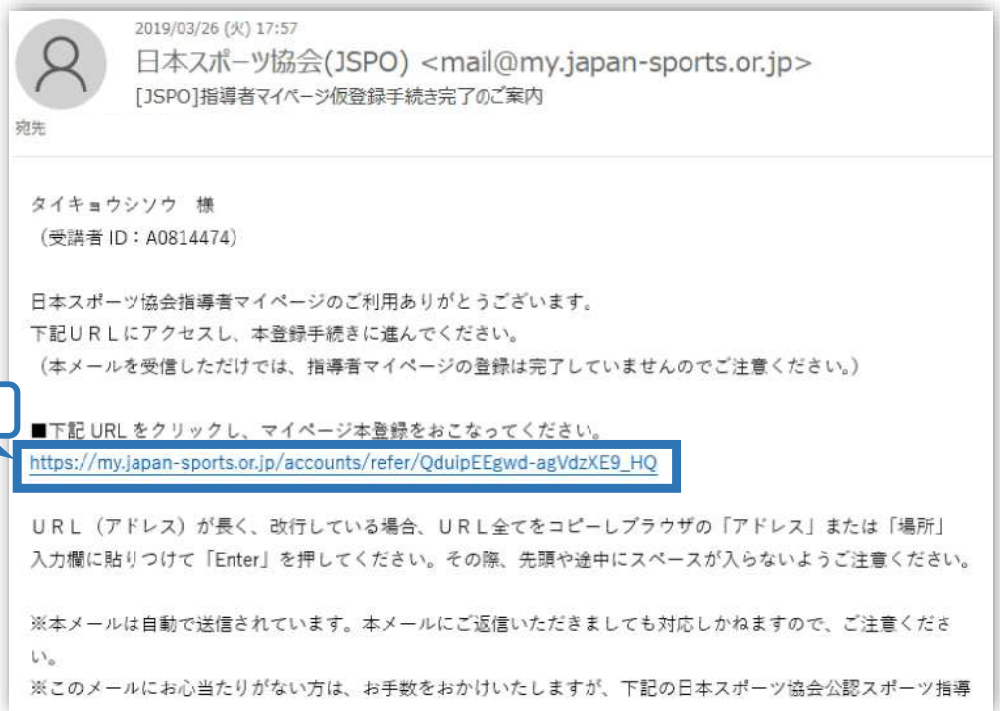 2019/03/26 (火) 17:57
日本スポーツ協会(JSPO) <mail@my.japan-sports.or.jp>
[JSPO]指導者マイページ仮登録手続き完了のご案内
宛先
タイキョウシソウ　様
（受講者 ID：A0814474）
日本スポーツ協会指導者マイページのご利用ありがとうございます。
下記ＵＲＬにアクセスし、本登録手続きに進んでください。
（本メールを受信しただけでは、指導者マイページの登録は完了していませんのでご注意ください。）
■下記 URL をクリックし、マイページ本登録をおこなってください。
https://my.japan-sports.or.jp/accounts/refer/QduipEEgwd-agVdzXE9_HQ
ＵＲＬ（アドレス）が長く、改行している場合、ＵＲＬ全てをコピーしブラウザの「アドレス」または「場所」
入力欄に貼りつけて「Enter」を押してください。その際、先頭や途中にスペースが入らないようご注意ください。
※本メールは自動で送信されています。本メールにご返信いただきましても対応しかねますので、ご注意くださ
い。
※このメールにお心当たりがない方は、お手数をおかけいたしますが、下記の日本スポーツ協会公認スポーツ指導